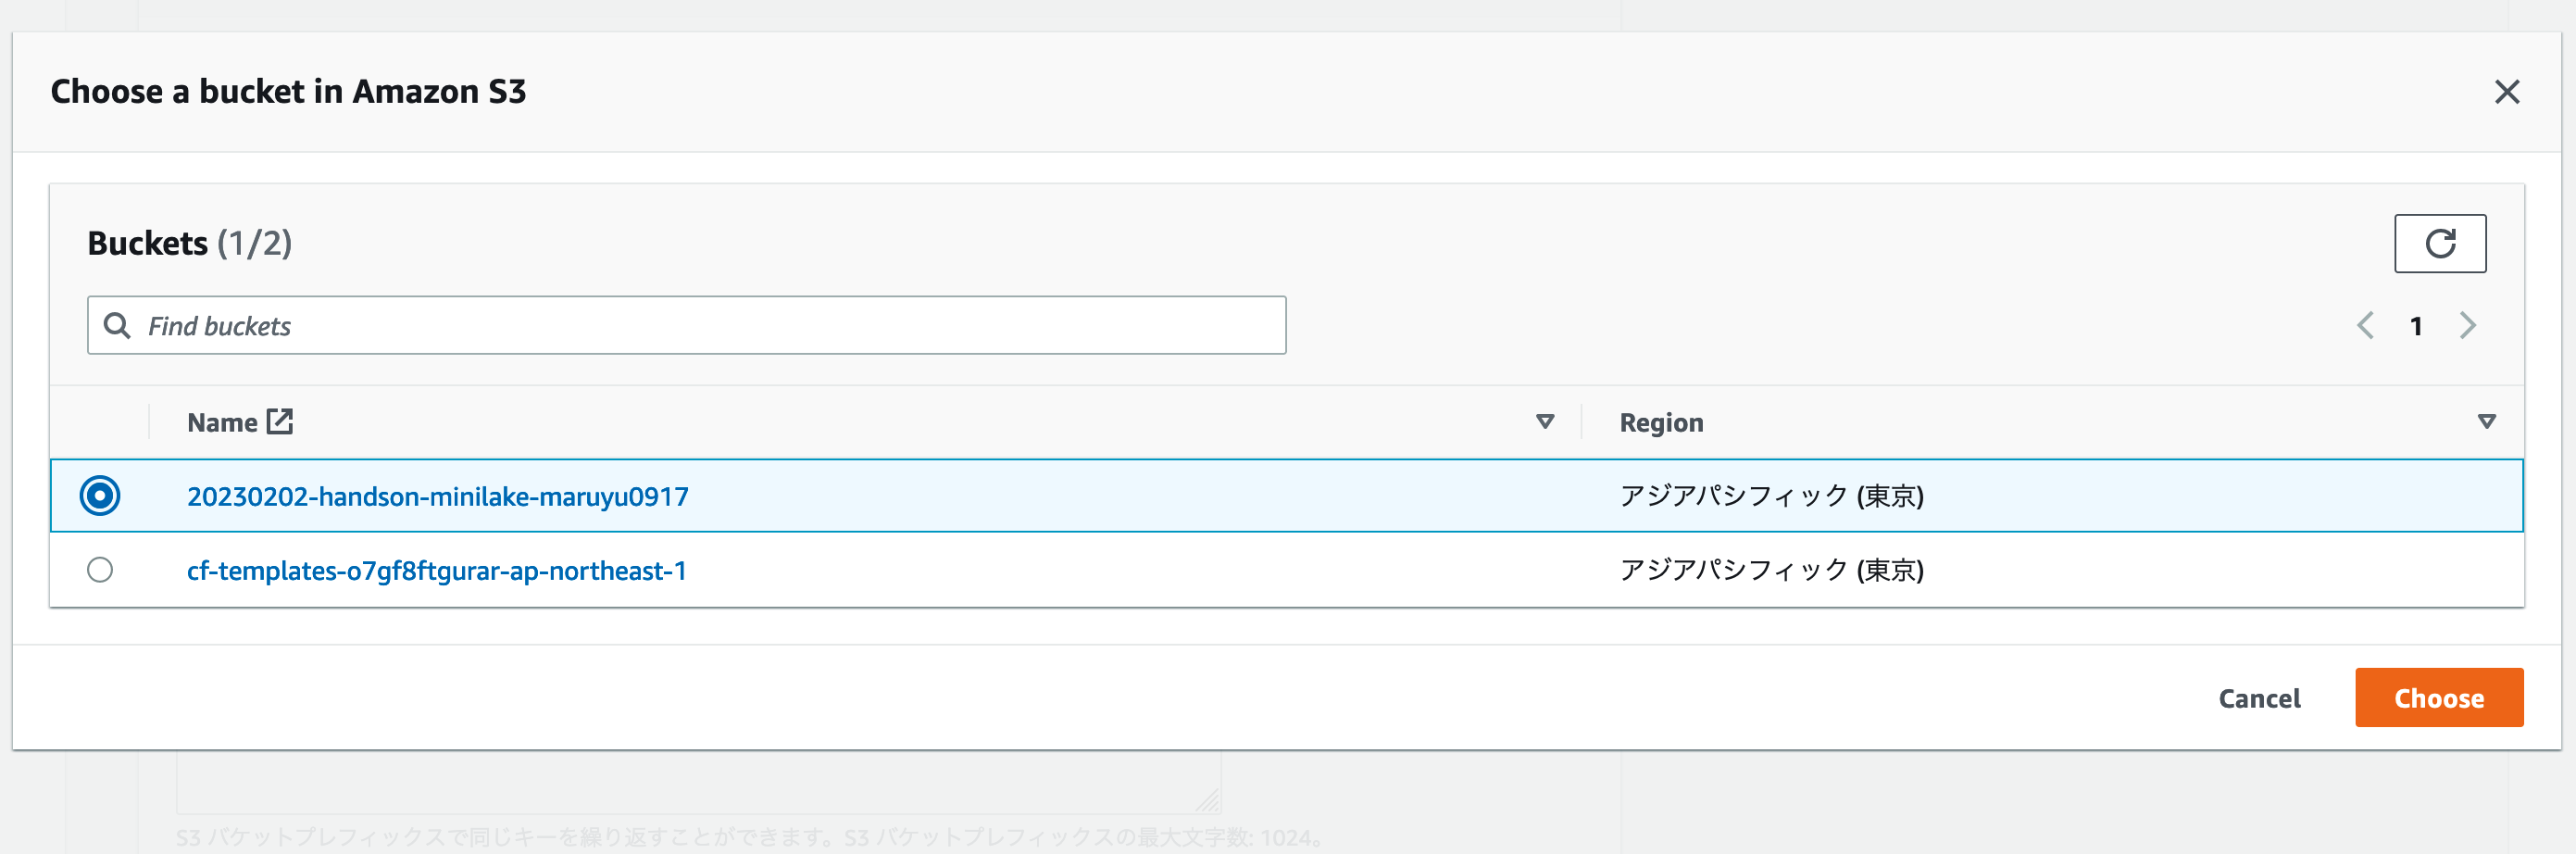 Choose a bucket in Amazon S3
Buckets (1/2)
Find buckets
1
Name Region
20230202-handson-minilake-maruyu0917 アジアパシフィック (東京)
cf-templates-o7gf8ftgurar-ap-northeast-1 アジアパシフィック (東京)
Cancel Choose
S3 バケットプレフィックスで同じキーを繰り返すことができます。S3 バケットプレフィックスの最大文字数: 1024。